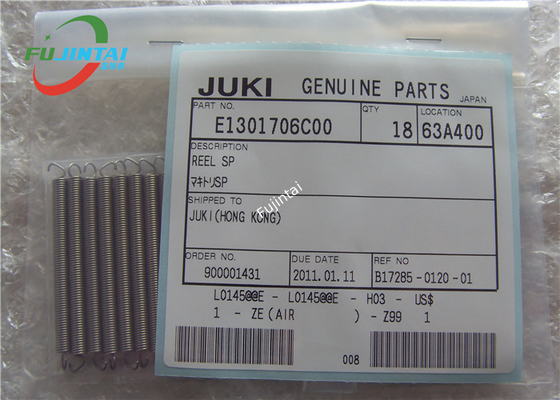 FUJINTAI
JUKI GENUINE PARTS JAPAN
PART NO. QTY LOCATION
E1301706C00 18 63A400
DESCRIPTION
REEL SP
マキトリSP
SHIPPED TO
JUKI(HONG KONG)
Fujintai
ORDER NO. DUE DATE REF NO
900001431 2011.01.11 B17285-0120-01
L0145@@E - L0145@@E - H03 - US$
1 - ZE(AIR ) - Z99 1
008